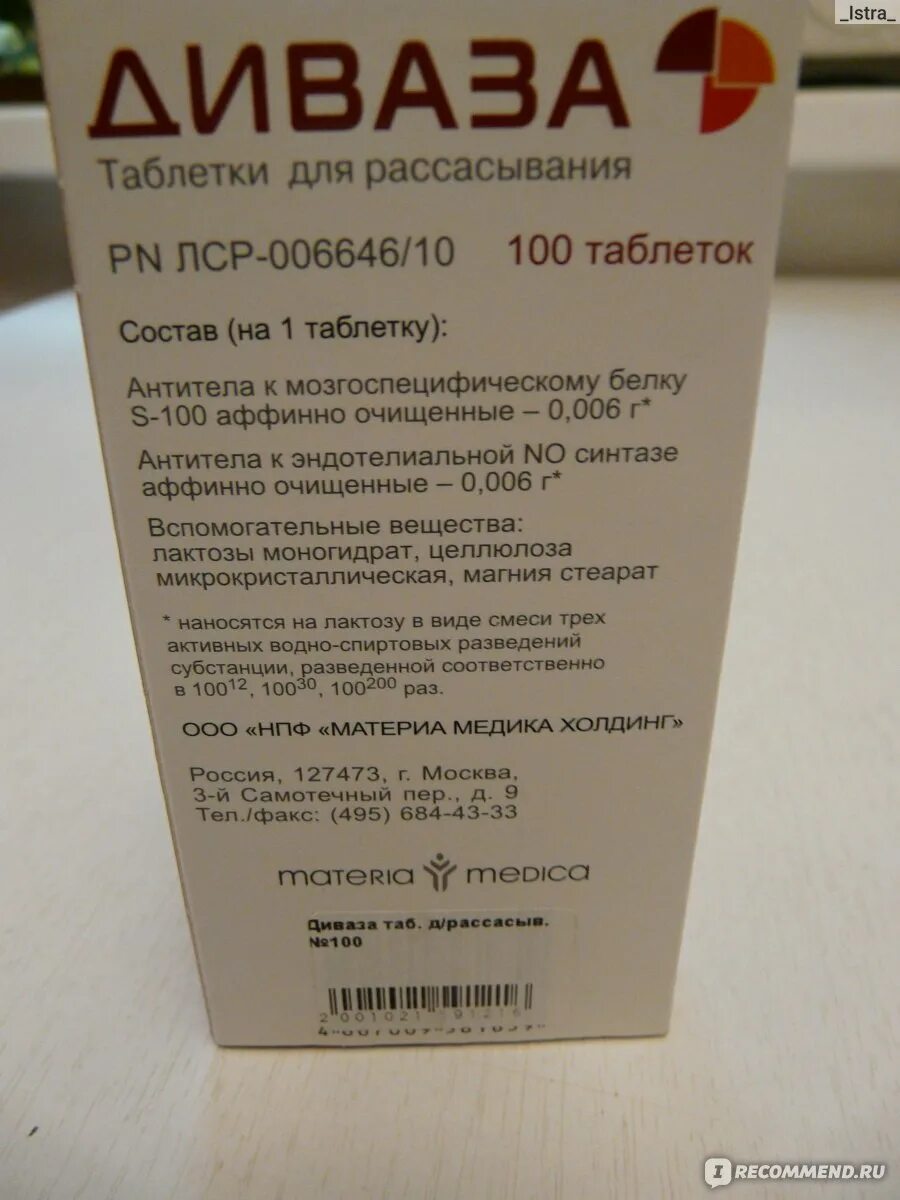 _Istra_
ДИВАЗА
Таблетки для рассасывания
PN ЛСР-006646/10 100 таблеток
Состав (на 1 таблетку):
Антитела к мозгоспецифическому белку
S-100 аффинно очищенные – 0,006 г*
Антитела к эндотелиальной NO синтазе
аффинно очищенные – 0,006 г*
Вспомогательные вещества:
лактозы моногидрат, целлюлоза
микрокристаллическая, магния стеарат
* наносятся на лактозу в виде смеси трех
активных водно-спиртовых разведений
субстанции, разведенной соответственно
в 100¹², 100³⁰, 100²⁰⁰ раз.
ООО «НПФ «МАТЕРИА МЕДИКА ХОЛДИНГ»
Россия, 127473, г. Москва,
3-й Самотечный пер., д. 9
Тел./факс: (495) 684-43-33
materia medica
Диваза таб. д/рассасыв.
№100
2 001021
I RECOMMEND.RU